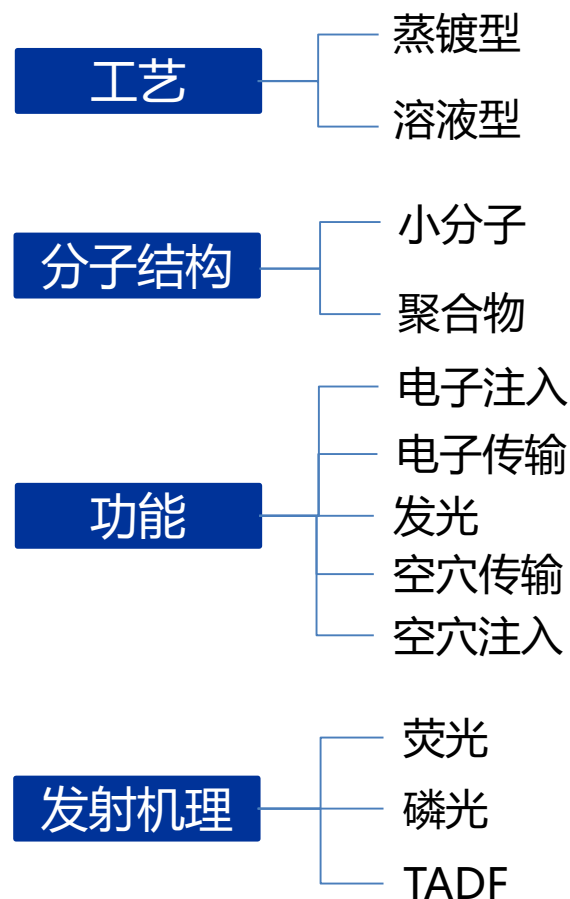 工艺
蒸镀型
溶液型
分子结构
小分子
聚合物
功能
电子注入
电子传输
发光
空穴传输
空穴注入
发射机理
荧光
磷光
TADF